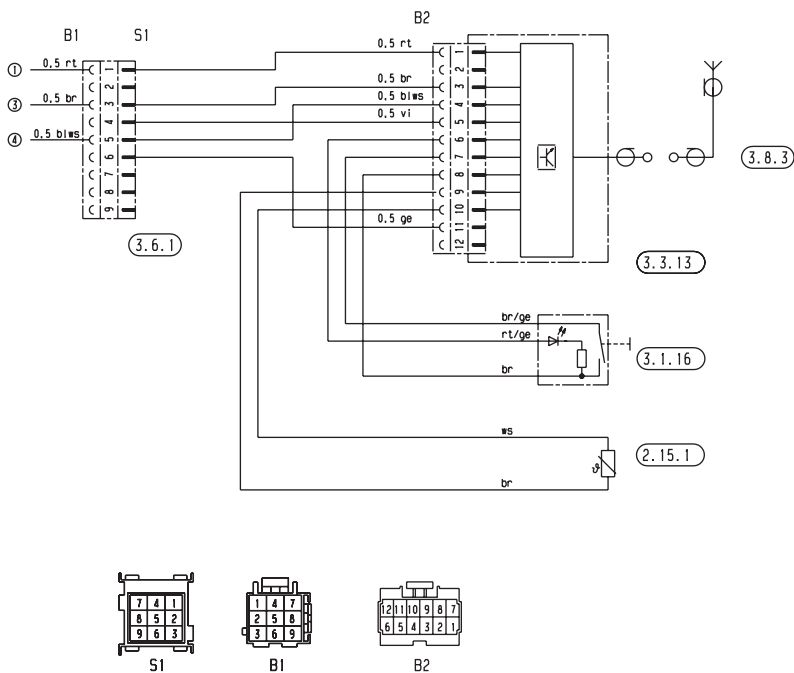 B2
B1 S1
0.5 rt
① 0.5 rt 1 1
2 2
0.5 br
③ 0.5 br 3 3
0.5 blws 4
4 0.5 vi 5
④ 0.5 blws 5 6
6 7
7 8
8 9
9 10
0.5 ge 11
12
3.8.3
3.6.1
3.3.13
br/ge
rt/ge
3.1.16
br
ws
2.15.1
ϑ
br
7 4 1 1 4 7 12 11 10 9 8 7
8 5 2 2 5 8 6 5 4 3 2 1
9 6 3 3 6 9
S1 B1 B2